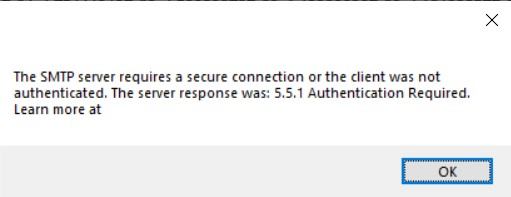 The SMTP server requires a secure connection or the client was not
authenticated. The server response was: 5.5.1 Authentication Required.
Learn more at
OK